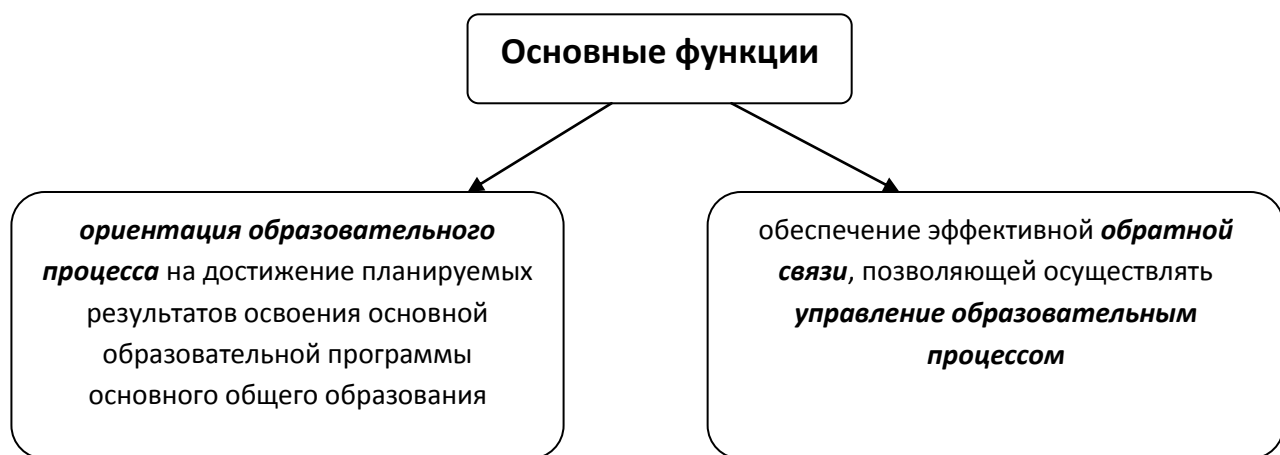 Основные функции
ориентация образовательного
процесса на достижение планируемых
результатов освоения основной
образовательной программы
основного общего образования
обеспечение эффективной обратной
связи, позволяющей осуществлять
управление образовательным
процессом